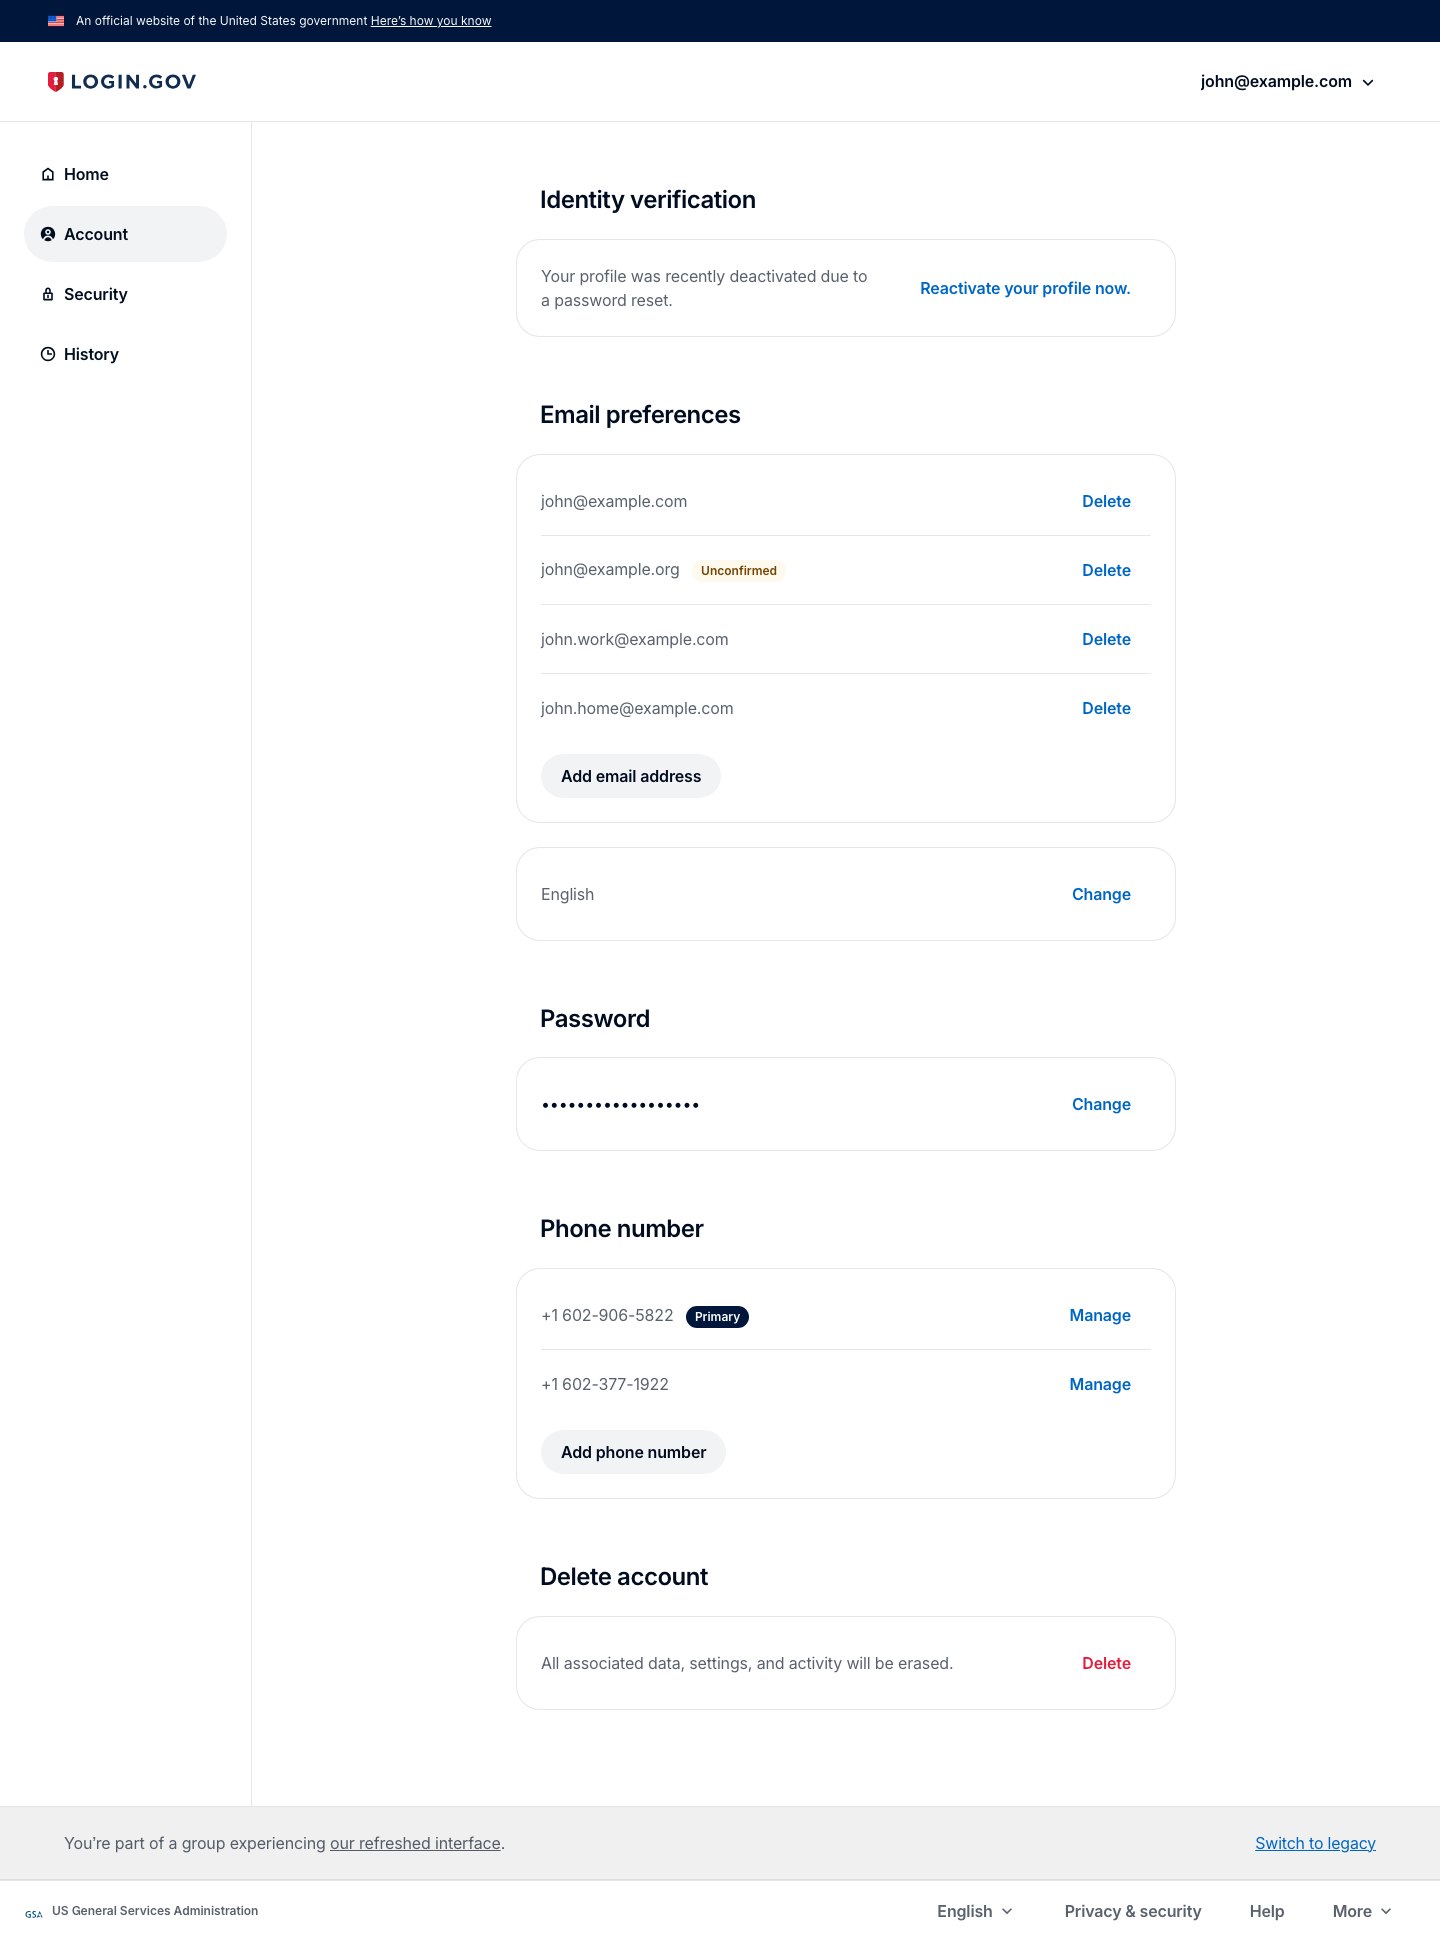 An official website of the United States government Here’s how you know
LOGIN.GOV
john@example.com
Home
Account
Security
History
Identity verification
Your profile was recently deactivated due to
a password reset.
Reactivate your profile now.
Email preferences
john@example.com Delete
john@example.org Unconfirmed Delete
john.work@example.com Delete
john.home@example.com Delete
Add email address
English Change
Password
•••••••••••••••••• Change
Phone number
+1 602-906-5822 Primary Manage
+1 602-377-1922 Manage
Add phone number
Delete account
All associated data, settings, and activity will be erased. Delete
You’re part of a group experiencing our refreshed interface. Switch to legacy
GSA US General Services Administration English Privacy & security Help More